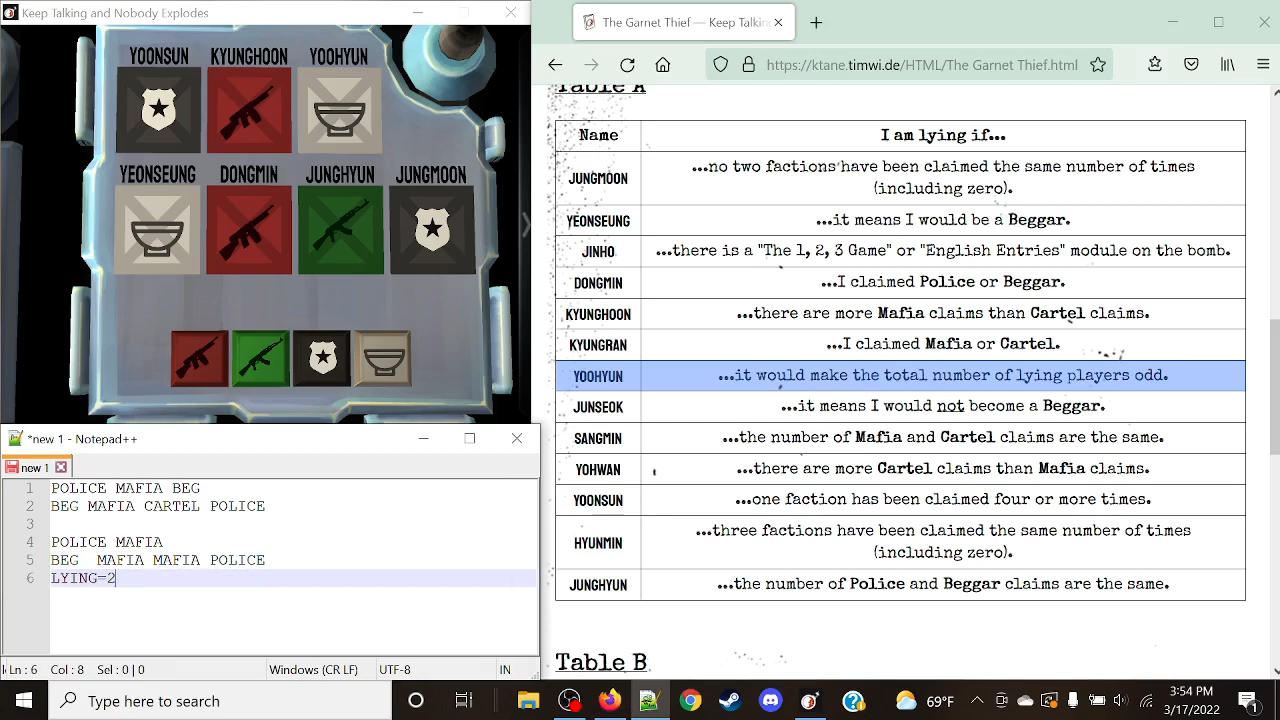 Keep Talking and Nobody Explodes
YOONSUN KYUNGHOON YOOHYUN
YEONSEUNG DONGMIN JUNGHYUN JUNGMOON
*new 1 - Notepad++
new 1
1 POLICE MAFIA BEG
2 BEG MAFIA CARTEL POLICE
3
4 POLICE MAFIA
5 BEG  MAFIA MAFIA POLICE
6 LYING=2
Ln : 6 Col : 8 Sel : 0 | 0 Windows (CR LF) UTF-8 IN
The Garnet Thief — Keep Talking
https://ktane.timwi.de/HTML/The Garnet Thief.html
Table A
Name I am lying if...
JUNGMOON ...no two factions have been claimed the same number of times
(including zero).
YEONSEUNG ...it means I would be a Beggar.
JINHO ...there is a "The 1, 2, 3 Game" or "English Entries" module on the bomb.
DONGMIN ...I claimed Police or Beggar.
KYUNGHOON ...there are more Mafia claims than Cartel claims.
KYUNGRAN ...I claimed Mafia or Cartel.
YOOHYUN ...it would make the total number of lying players odd.
JUNSEOK ...it means I would not become a Beggar.
SANGMIN ...the number of Mafia and Cartel claims are the same.
YOHWAN ...there are more Cartel claims than Mafia claims.
YOONSUN ...one faction has been claimed four or more times.
HYUNMIN ...three factions have been claimed the same number of times
(including zero).
JUNGHYUN ...the number of Police and Beggar claims are the same.
Table B
Type here to search
69°F
3:54 PM
3/17/2022